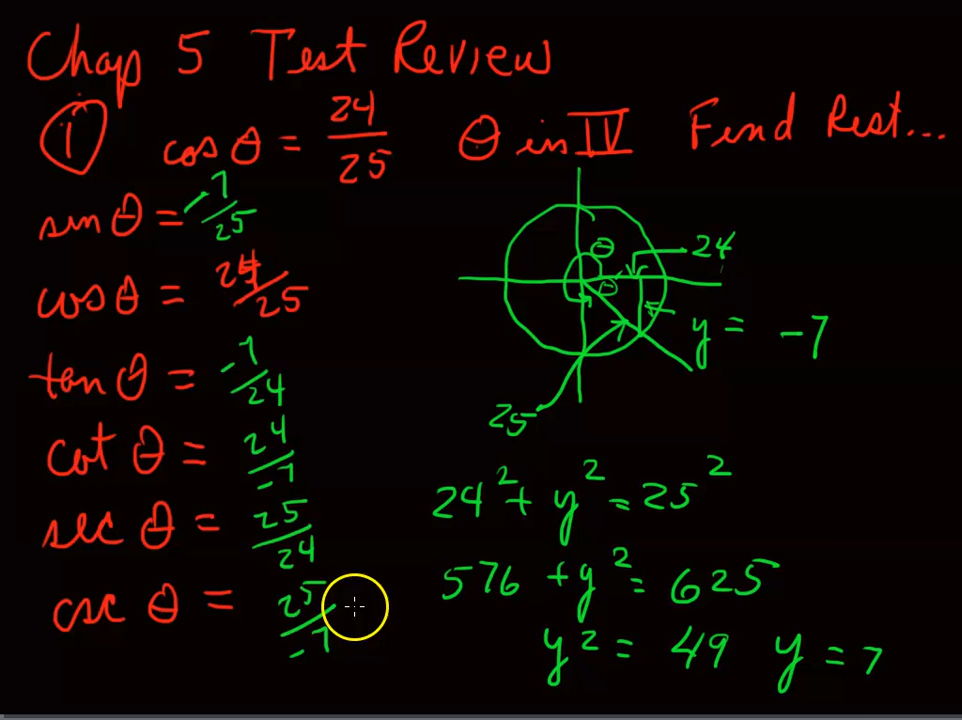 Chap 5 Test Review
① cos θ = 24/25 θ in IV Find Rest...
sin θ = -7/25
cos θ = 24/25
tan θ = -7/24
cot θ = 24/-7
sec θ = 25/24
csc θ = 25/-7
θ
24
θ'
y = -7
25
24² + y² = 25²
576 + y² = 625
y² = 49 y = 7